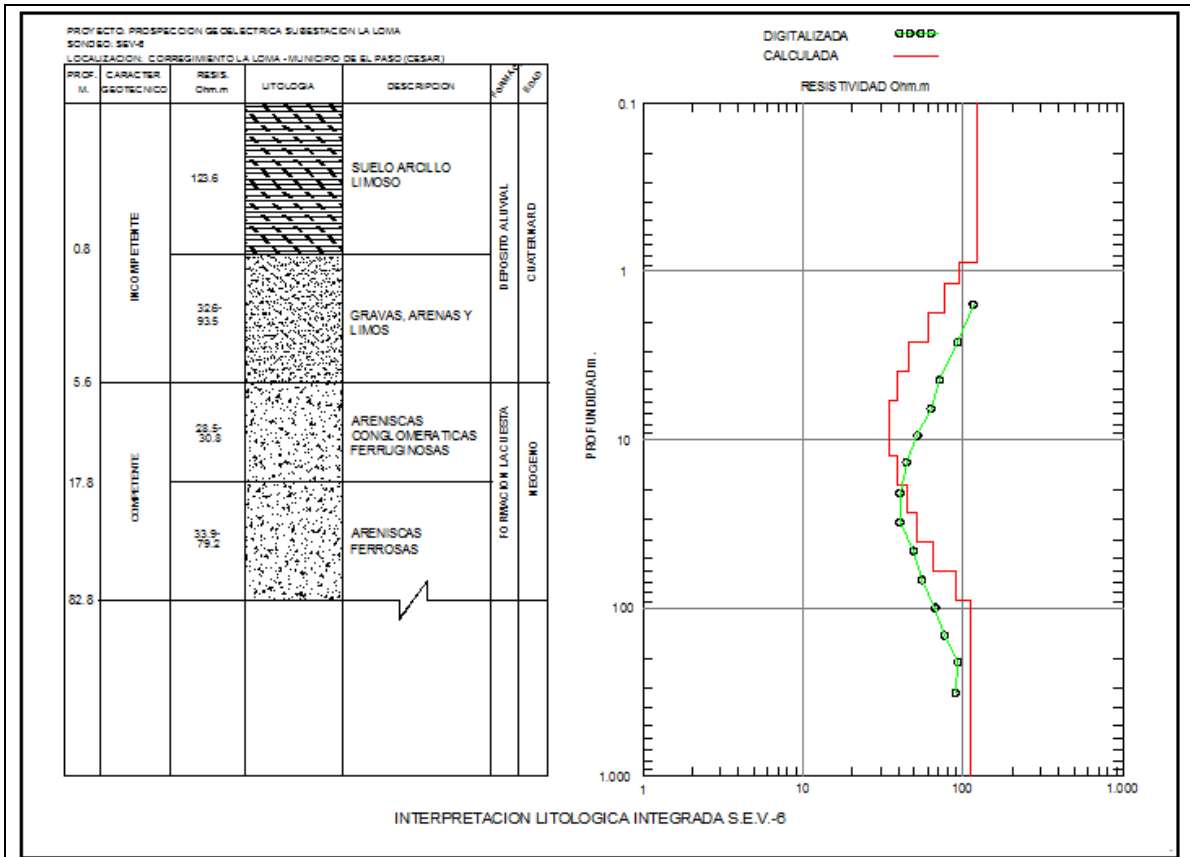 PROYECTO: PROSPECCION GEOELECTRICA SUBESTACION LA LOMA
SONDEO: SEV-6
LOCALIZACION: CORREGIMIENTO LA LOMA - MUNICIPIO DE EL PASO (CESAR)
PROF. M.
CARACTER GEOTECNICO
RESIS. Ohm.m
LITOLOGIA
DESCRIPCION
EDAD
0.8
5.6
17.8
62.8
INCOMPETENTE
COMPETENTE
123.6
SUELO ARCILLO
LIMOSO
32.6-
93.5
GRAVAS, ARENAS Y
LIMOS
28.5-
30.8
ARENISCAS
CONGLOMERATICAS
FERRUGINOSAS
33.9-
79.2
ARENISCAS
FERROSAS
DEPOSITO ALUVIAL
CUATERNARD
FORMACION LA CUESTA
NEOGENO
DIGITALIZADA
CALCULADA
RESISTIVIDAD Ohm.m
PROFUNDIDAD m.
0.1
1
10
100
1.000
1
10
100
1.000
INTERPRETACION LITOLOGICA INTEGRADA S.E.V.-6